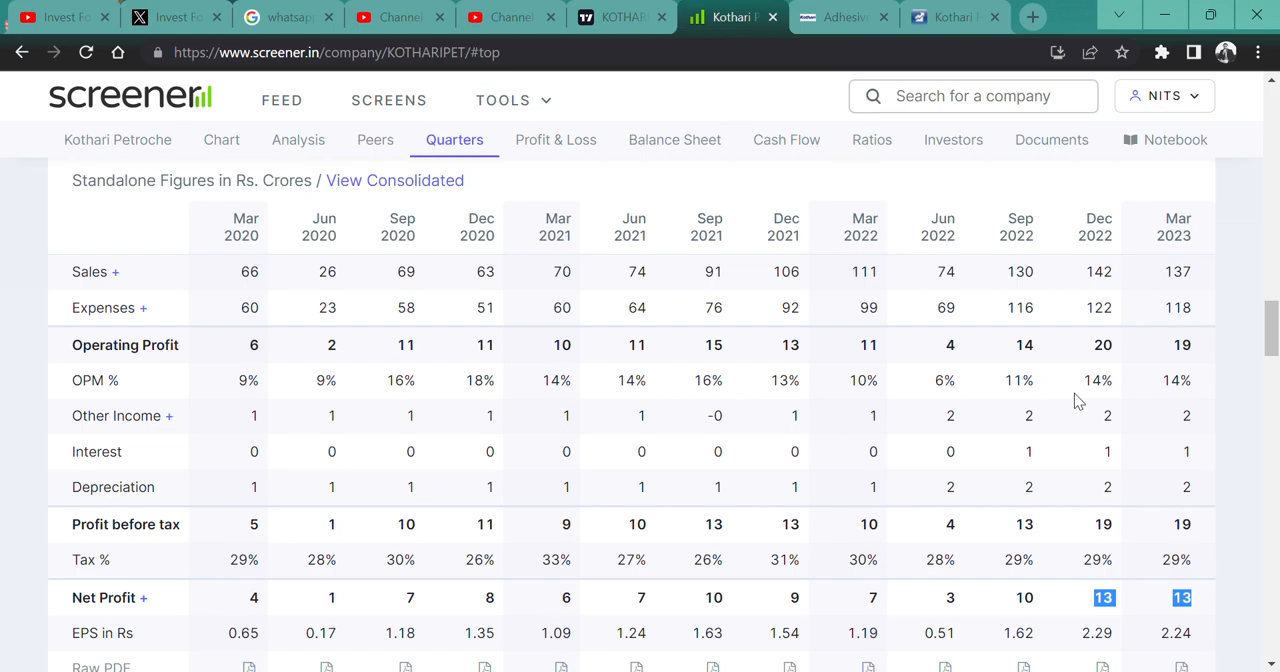 Invest Fo
Invest Fo
whatsap
Channel
Channel
KOTHARI
Kothari P
Adhesiv
Kothari
https://www.screener.in/company/KOTHARIPET/#top
screener
FEED
SCREENS
TOOLS
Search for a company
NITS
Kothari Petroche
Chart
Analysis
Peers
Quarters
Profit & Loss
Balance Sheet
Cash Flow
Ratios
Investors
Documents
Notebook
Standalone Figures in Rs. Crores / View Consolidated
Mar 2020 Jun 2020 Sep 2020 Dec 2020 Mar 2021 Jun 2021 Sep 2021 Dec 2021 Mar 2022 Jun 2022 Sep 2022 Dec 2022 Mar 2023
Sales + 66 26 69 63 70 74 91 106 111 74 130 142 137
Expenses + 60 23 58 51 60 64 76 92 99 69 116 122 118
Operating Profit 6 2 11 11 10 11 15 13 11 4 14 20 19
OPM % 9% 9% 16% 18% 14% 14% 16% 13% 10% 6% 11% 14% 14%
Other Income + 1 1 1 1 1 1 -0 1 1 2 2 2 2
Interest 0 0 0 0 0 0 0 0 0 0 1 1 1
Depreciation 1 1 1 1 1 1 1 1 1 2 2 2 2
Profit before tax 5 1 10 11 9 10 13 13 10 4 13 19 19
Tax % 29% 28% 30% 26% 33% 27% 26% 31% 30% 28% 29% 29% 29%
Net Profit + 4 1 7 8 6 7 10 9 7 3 10 13 13
EPS in Rs 0.65 0.17 1.18 1.35 1.09 1.24 1.63 1.54 1.19 0.51 1.62 2.29 2.24
Raw PDF